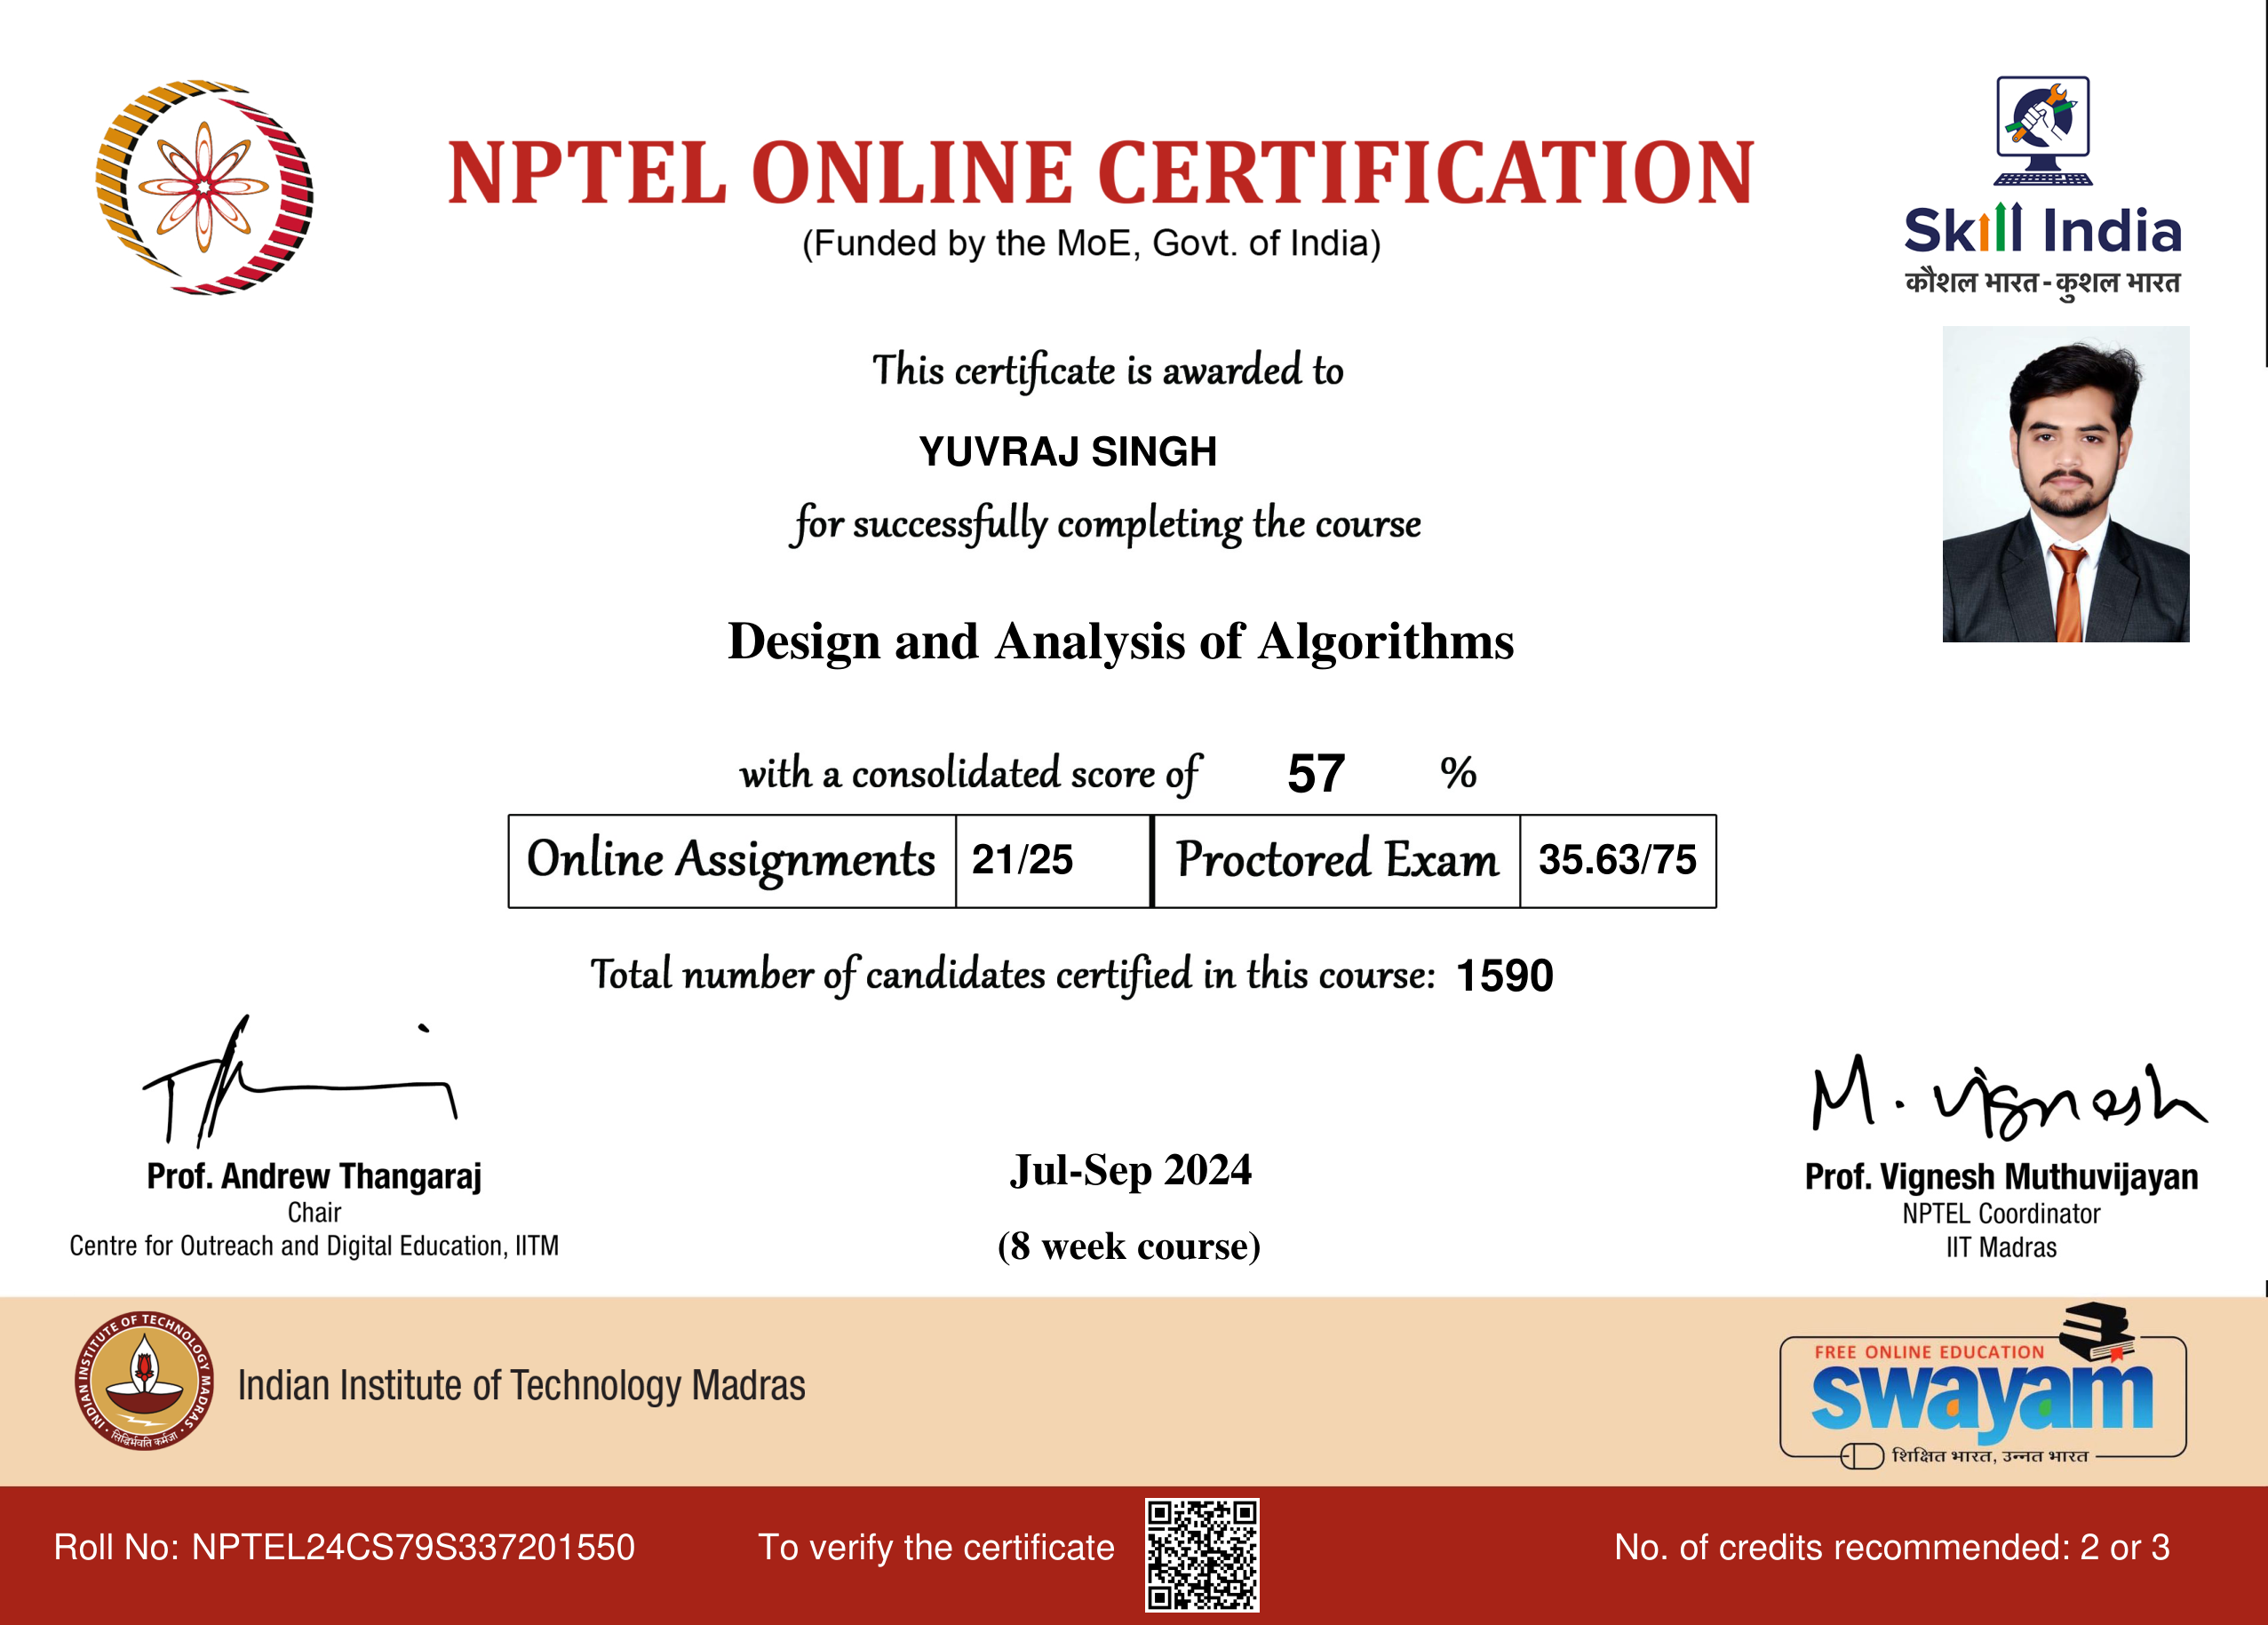 NPTEL ONLINE CERTIFICATION
(Funded by the MoE, Govt. of India)
Skill India
कौशल भारत - कुशल भारत
This certificate is awarded to
YUVRAJ SINGH
for successfully completing the course
Design and Analysis of Algorithms
with a consolidated score of 57 %
Online Assignments 21/25 Proctored Exam 35.63/75
Total number of candidates certified in this course: 1590
M. Vignesh
Prof. Andrew Thangaraj
Chair
Centre for Outreach and Digital Education, IITM
Jul-Sep 2024
(8 week course)
Prof. Vignesh Muthuvijayan
NPTEL Coordinator
IIT Madras
INDIAN INSTITUTE OF TECHNOLOGY MADRAS
सिद्धिर्भवति कर्मजा
Indian Institute of Technology Madras
FREE ONLINE EDUCATION
swayam
शिक्षित भारत, उन्नत भारत
Roll No: NPTEL24CS79S337201550
To verify the certificate
No. of credits recommended: 2 or 3